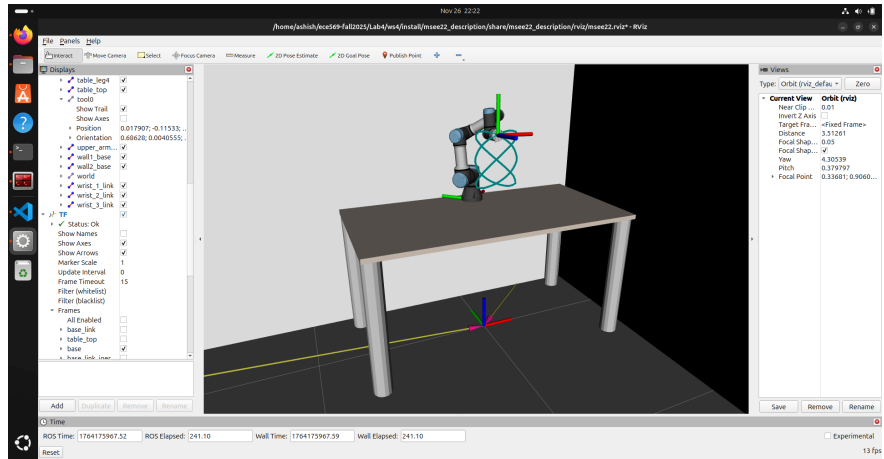 Nov 26 22:22
/home/ashish/ece569-fall2025/Lab4/ws4/install/msee22_description/share/msee22_description/rviz/msee22.rviz* - RViz
File Panels Help
Interact Move Camera Select Focus Camera Measure 2D Pose Estimate 2D Goal Pose Publish Point
Displays
table_leg4
table_top
tool0
Show Trail
Show Axes
Position 0.017907; -0.11533; ..
Orientation 0.68628; 0.0040555; .
upper_arm...
wall1_base
wall2_base
world
wrist_1_link
wrist_2_link
wrist_3_link
TF
Status: Ok
Show Names
Show Axes
Show Arrows
Marker Scale 1
Update Interval 0
Frame Timeout 15
Filter (whitelist)
Filter (blacklist)
Frames
All Enabled
base_link
table_top
base
Add Duplicate Remove Rename
Views
Type: Orbit (rviz_defau Zero
Current View Orbit (rviz)
Near Clip ... 0.01
Invert Z Axis
Target Fra... <Fixed Frame>
Distance 3.51261
Focal Shap... 0.05
Focal Shap...
Yaw 4.30539
Pitch 0.379797
Focal Point 0.33681; 0.9060...
Save Remove Rename
Time
ROS Time: 1764175967.52 ROS Elapsed: 241.10 Wall Time: 1764175967.59 Wall Elapsed: 241.10 Experimental
Reset 13 fps